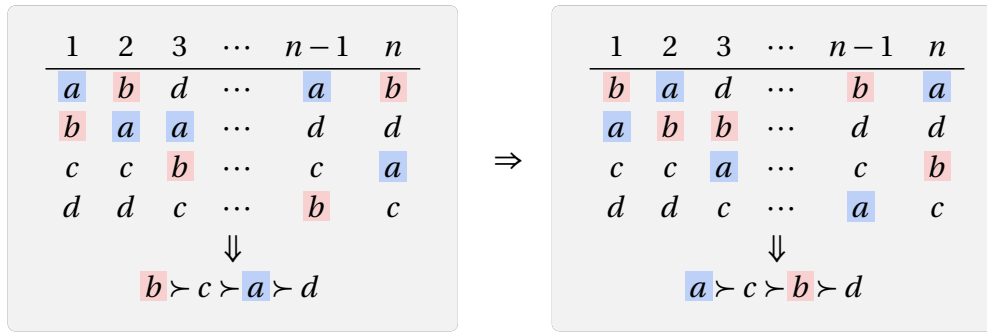 1 2 3 ⋯ n − 1 n
a b d ⋯ a b
b a a ⋯ d d
c c b ⋯ c a
d d c ⋯ b c
⇓
b ≻ c ≻ a ≻ d
⇒
1 2 3 ⋯ n − 1 n
b a d ⋯ b a
a b b ⋯ d d
c c a ⋯ c b
d d c ⋯ a c
⇓
a ≻ c ≻ b ≻ d